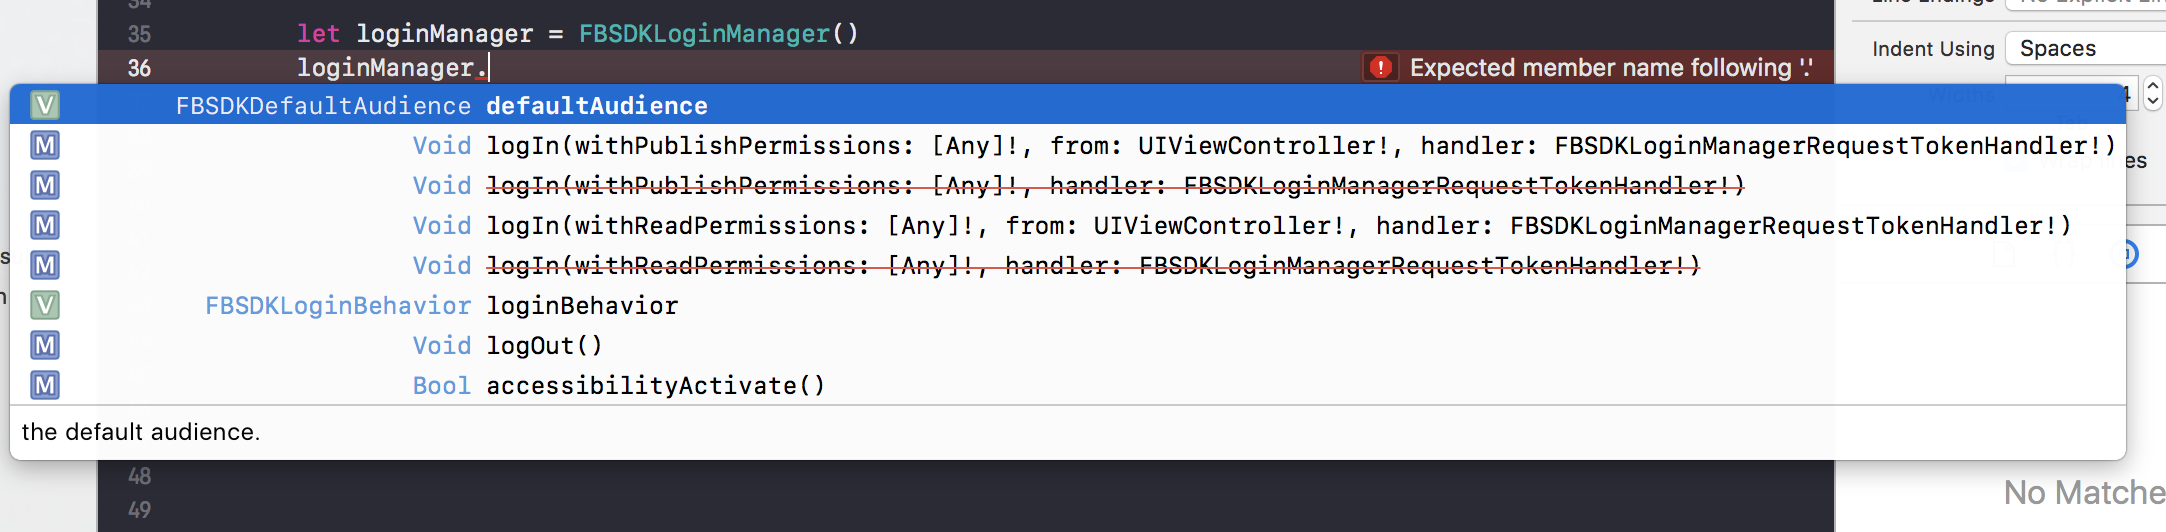 34
35 let loginManager = FBSDKLoginManager()
36 loginManager. Expected member name following '.'
Indent Using Spaces
V FBSDKDefaultAudience defaultAudience
M Void logIn(withPublishPermissions: [Any]!, from: UIViewController!, handler: FBSDKLoginManagerRequestTokenHandler!)
M Void logIn(withPublishPermissions: [Any]!, handler: FBSDKLoginManagerRequestTokenHandler!)
M Void logIn(withReadPermissions: [Any]!, from: UIViewController!, handler: FBSDKLoginManagerRequestTokenHandler!)
M Void logIn(withReadPermissions: [Any]!, handler: FBSDKLoginManagerRequestTokenHandler!)
V FBSDKLoginBehavior loginBehavior
M Void logOut()
M Bool accessibilityActivate()
the default audience.
48
49
No Matche